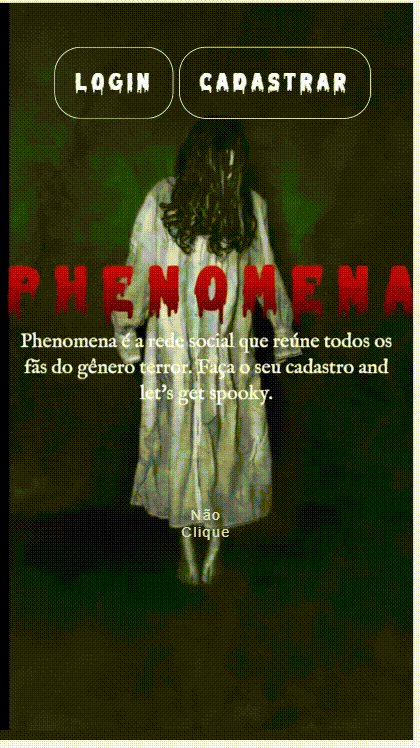 LOGIN CADASTRAR
PHENOMENA
Phenomena é a rede social que reúne todos os
fãs do gênero terror. Faça o seu cadastro and
let's get spooky.
Não
Clique